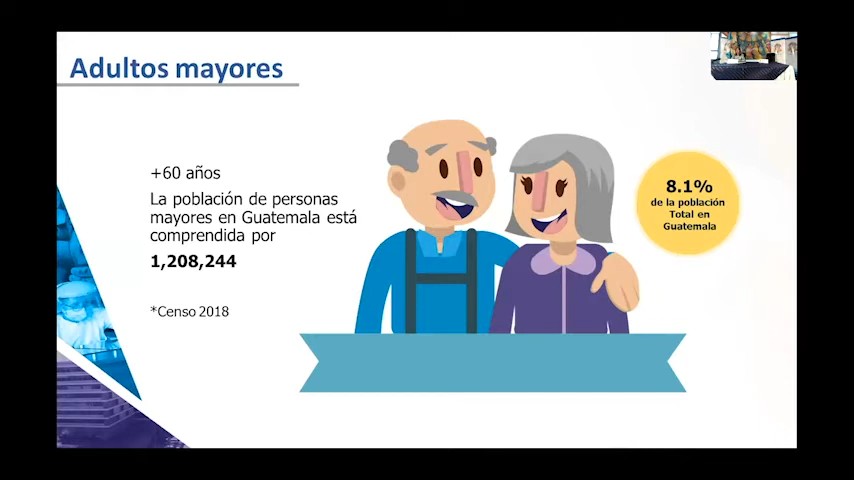 Adultos mayores
+60 años
La población de personas
mayores en Guatemala está
comprendida por
1,208,244
*Censo 2018
8.1%
de la población
Total en
Guatemala